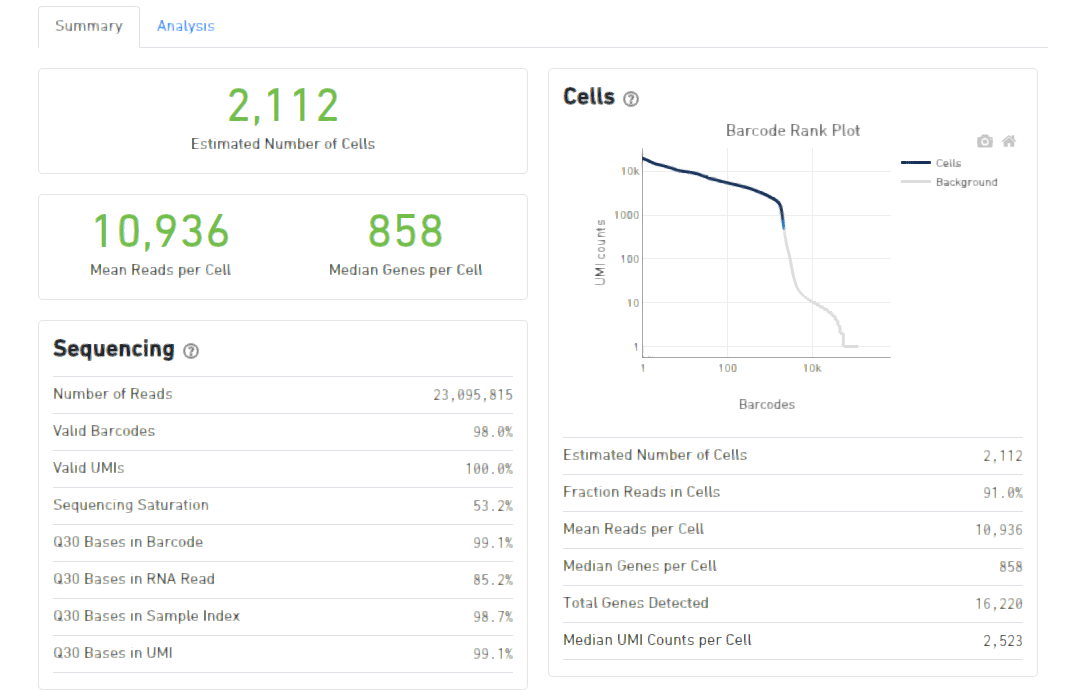 Summary
Analysis
2,112
Estimated Number of Cells
10,936
Mean Reads per Cell
858
Median Genes per Cell
Sequencing ?
Number of Reads 23,095,815
Valid Barcodes 98.0%
Valid UMIs 100.0%
Sequencing Saturation 53.2%
Q30 Bases in Barcode 99.1%
Q30 Bases in RNA Read 85.2%
Q30 Bases in Sample Index 98.7%
Q30 Bases in UMI 99.1%
Cells ?
Barcode Rank Plot
Cells
Background
UMI counts
10k
1000
100
10
1
1 100 10k
Barcodes
Estimated Number of Cells 2,112
Fraction Reads in Cells 91.0%
Mean Reads per Cell 10,936
Median Genes per Cell 858
Total Genes Detected 16,220
Median UMI Counts per Cell 2,523